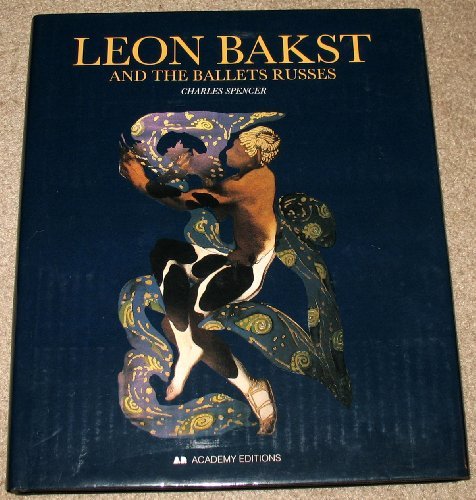 LEON BAKST
AND THE BALLETS RUSSES
CHARLES SPENCER
ACADEMY EDITIONS